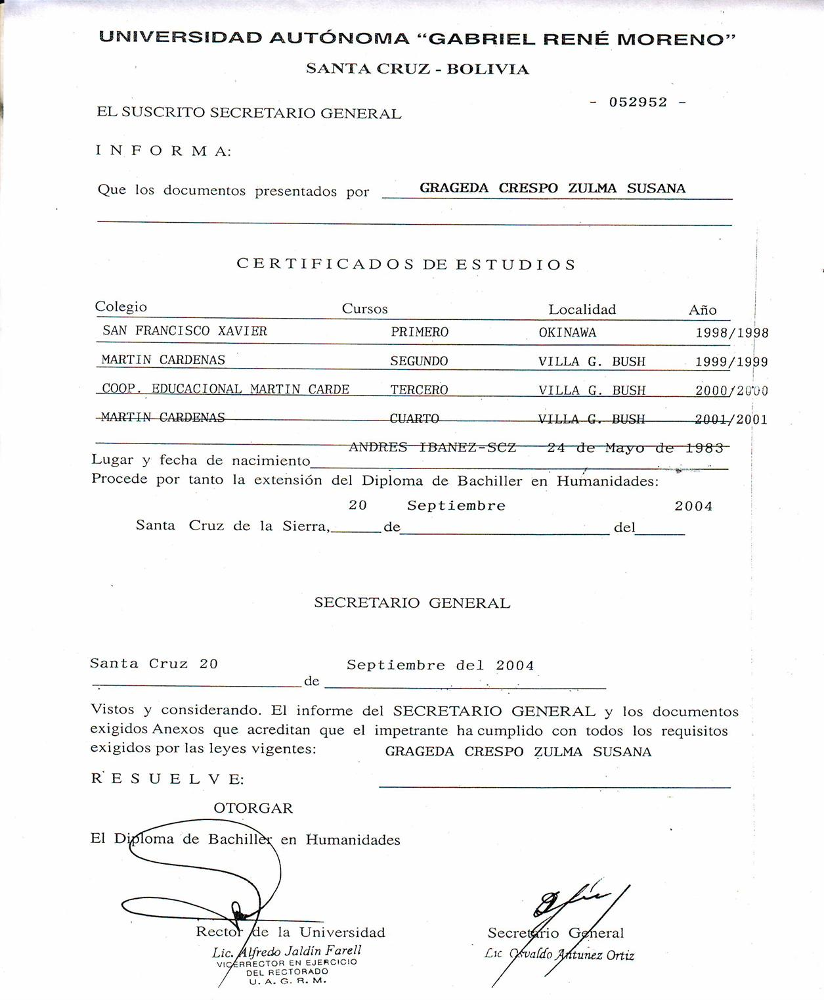 UNIVERSIDAD AUTÓNOMA “GABRIEL RENÉ MORENO”
SANTA CRUZ - BOLIVIA
- 052952 -
EL SUSCRITO SECRETARIO GENERAL
I N F O R M A:
Que los documentos presentados por GRAGEDA CRESPO ZULMA SUSANA
CERTIFICADOS DE ESTUDIOS
Colegio Cursos Localidad Año
SAN FRANCISCO XAVIER PRIMERO OKINAWA 1998/1998
MARTIN CARDENAS SEGUNDO VILLA G. BUSH 1999/1999
COOP. EDUCACIONAL MARTIN CARDE TERCERO VILLA G. BUSH 2000/2000
MARTIN CARDENAS CUARTO VILLA G. BUSH 2001/2001
ANDRES IBANEZ-SCZ 24 de Mayo de 1983
Lugar y fecha de nacimiento
Procede por tanto la extensión del Diploma de Bachiller en Humanidades:
20 Septiembre 2004
Santa Cruz de la Sierra, de del
SECRETARIO GENERAL
Santa Cruz 20 Septiembre del 2004
de
Vistos y considerando. El informe del SECRETARIO GENERAL y los documentos
exigidos Anexos que acreditan que el impetrante ha cumplido con todos los requisitos
exigidos por las leyes vigentes: GRAGEDA CRESPO ZULMA SUSANA
R E S U E L V E:
OTORGAR
El Diploma de Bachiller en Humanidades
Rector de la Universidad
Lic. Alfredo Jaldín Farell
VICERRECTOR EN EJERCICIO
DEL RECTORADO
U. A. G. R. M.
Secretario General
Lic Osvaldo Antunez Ortiz